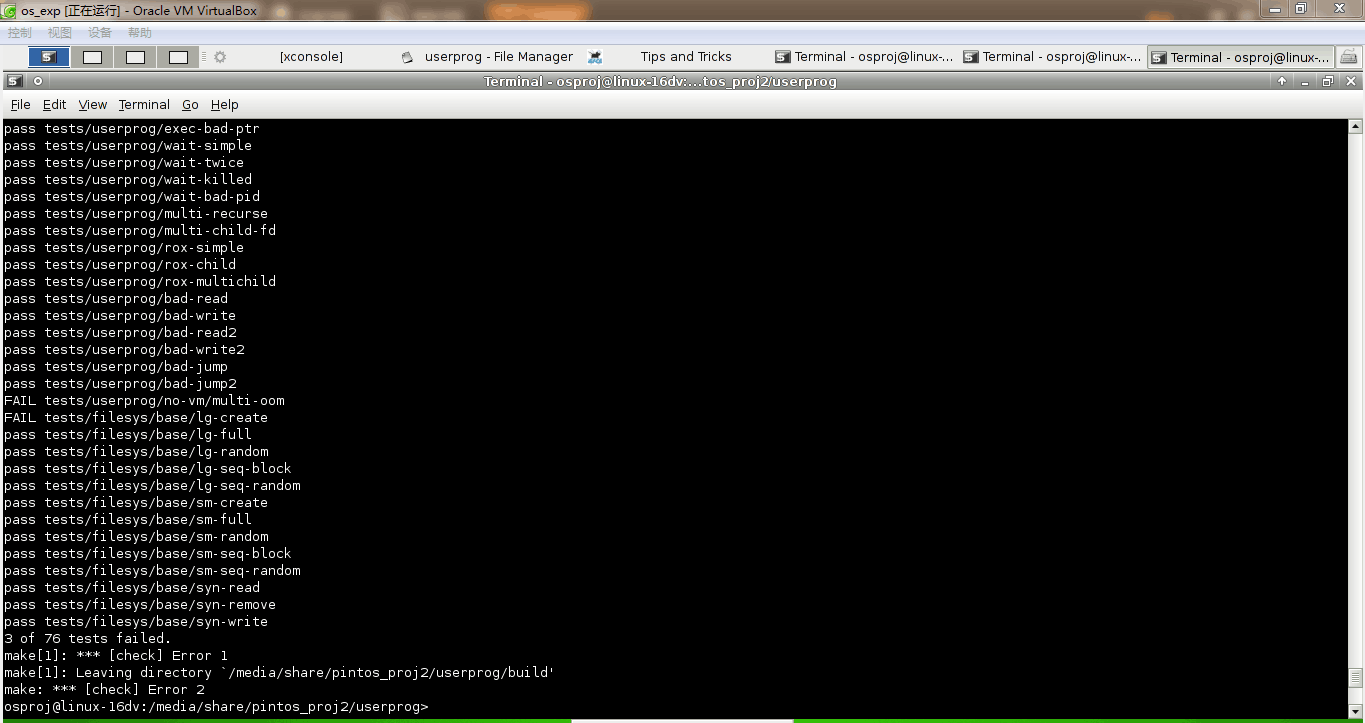 os_exp [正在运行] - Oracle VM VirtualBox
控制 视图 设备 帮助
[xconsole] userprog - File Manager Tips and Tricks Terminal - osproj@linux-... Terminal - osproj@linux-... Terminal - osproj@linux-...
Terminal - osproj@linux-16dv:...tos_proj2/userprog
File Edit View Terminal Go Help
pass tests/userprog/exec-bad-ptr
pass tests/userprog/wait-simple
pass tests/userprog/wait-twice
pass tests/userprog/wait-killed
pass tests/userprog/wait-bad-pid
pass tests/userprog/multi-recurse
pass tests/userprog/multi-child-fd
pass tests/userprog/rox-simple
pass tests/userprog/rox-child
pass tests/userprog/rox-multichild
pass tests/userprog/bad-read
pass tests/userprog/bad-write
pass tests/userprog/bad-read2
pass tests/userprog/bad-write2
pass tests/userprog/bad-jump
pass tests/userprog/bad-jump2
FAIL tests/userprog/no-vm/multi-oom
FAIL tests/filesys/base/lg-create
pass tests/filesys/base/lg-full
pass tests/filesys/base/lg-random
pass tests/filesys/base/lg-seq-block
pass tests/filesys/base/lg-seq-random
pass tests/filesys/base/sm-create
pass tests/filesys/base/sm-full
pass tests/filesys/base/sm-random
pass tests/filesys/base/sm-seq-block
pass tests/filesys/base/sm-seq-random
pass tests/filesys/base/syn-read
pass tests/filesys/base/syn-remove
pass tests/filesys/base/syn-write
3 of 76 tests failed.
make[1]: *** [check] Error 1
make[1]: Leaving directory `/media/share/pintos_proj2/userprog/build'
make: *** [check] Error 2
osproj@linux-16dv:/media/share/pintos_proj2/userprog>